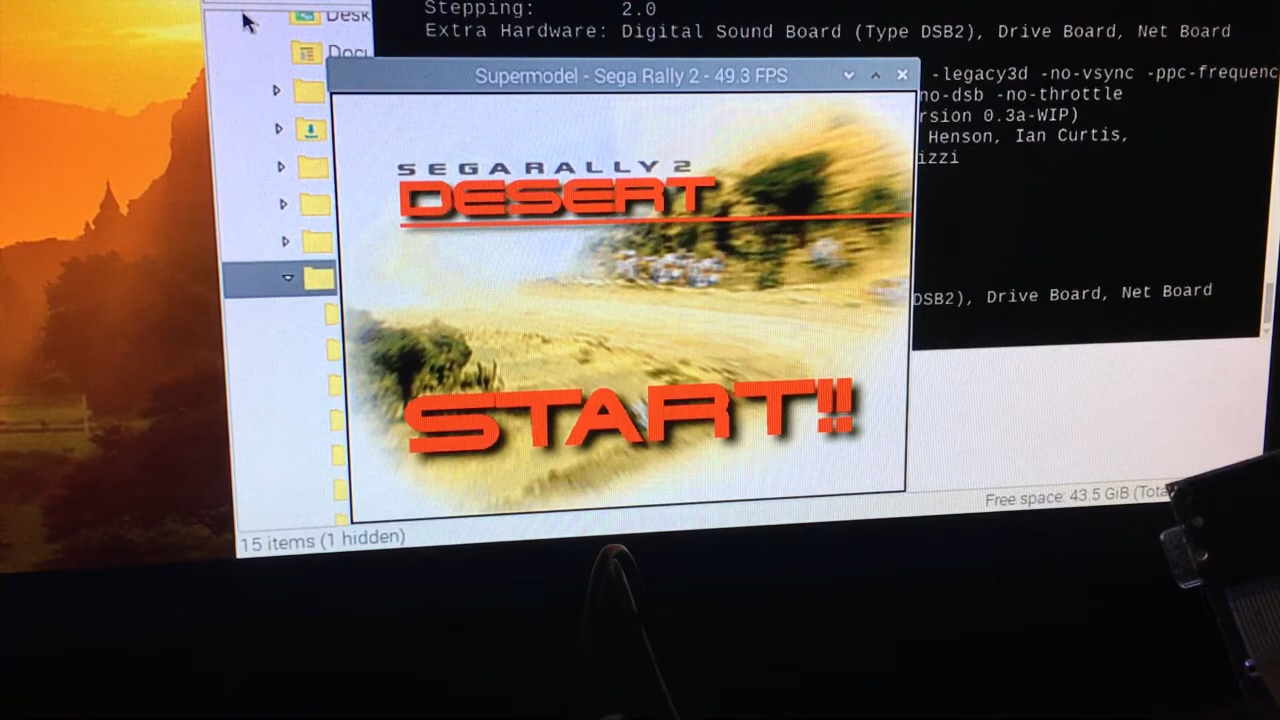 Stepping: 2.0
Extra Hardware: Digital Sound Board (Type DSB2), Drive Board, Net Board
Supermodel - Sega Rally 2 - 49.3 FPS
-legacy3d -no-vsync -ppc-frequenc
no-dsb -no-throttle
rsion 0.3a-WIP)
Henson, Ian Curtis,
izzi
SEGA RALLY 2
DESERT
START!!
DSB2), Drive Board, Net Board
Free space: 43.5 GiB (Tota
15 items (1 hidden)